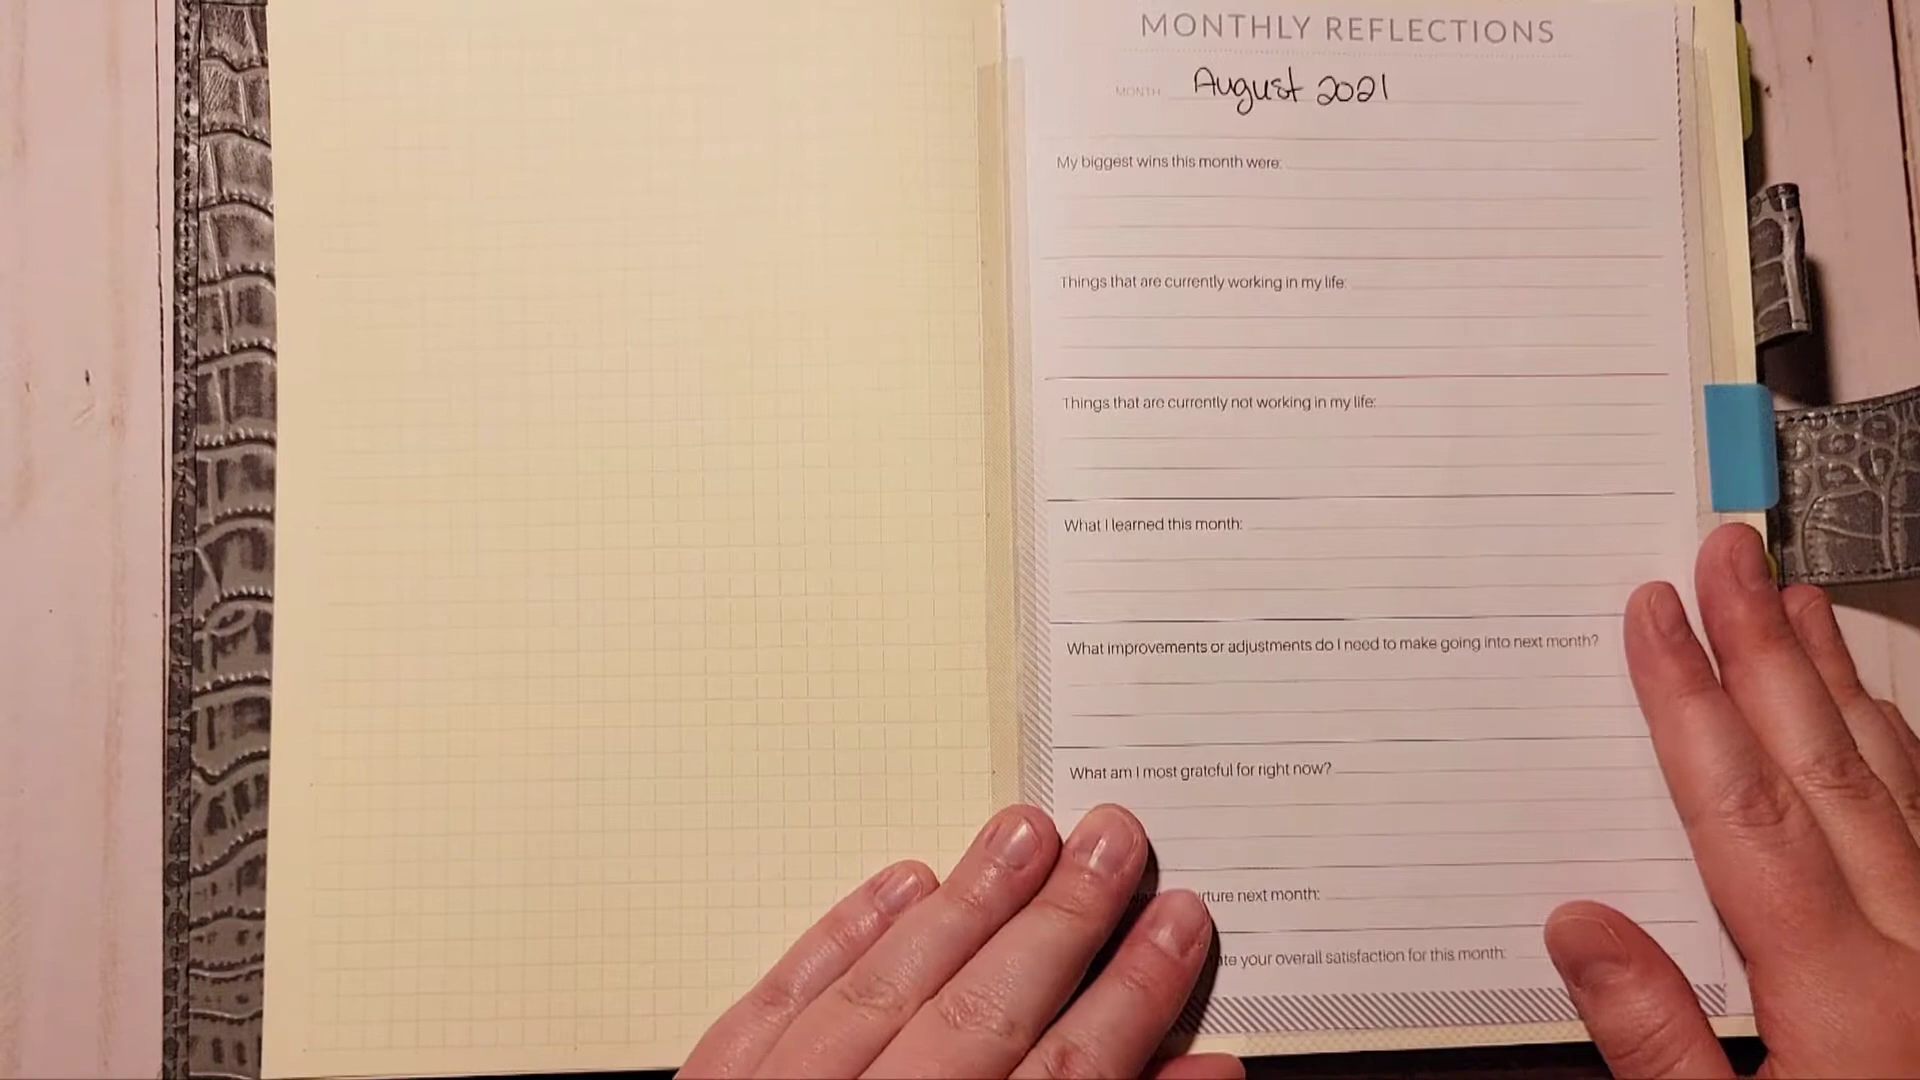 MONTHLY REFLECTIONS
MONTH August 2021
My biggest wins this month were:
Things that are currently working in my life:
Things that are currently not working in my life:
What I learned this month:
What improvements or adjustments do I need to make going into next month?
What am I most grateful for right now?
next month:
your overall satisfaction for this month: